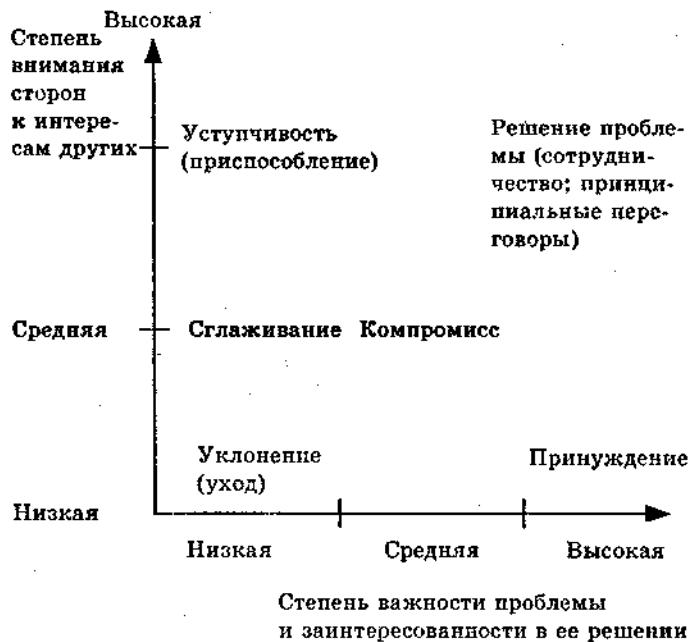 Высокая
Степень
внимания
сторон
к интере-
сам других
Уступчивость
(приспособление)
Решение пробле-
мы (сотрудни-
чество; принци-
пиальные пере-
говоры)
Средняя
Сглаживание Компромисс
Уклонение
(уход)
Принуждение
Низкая
Низкая Средняя Высокая
Степень важности проблемы
и заинтересованности в ее решении